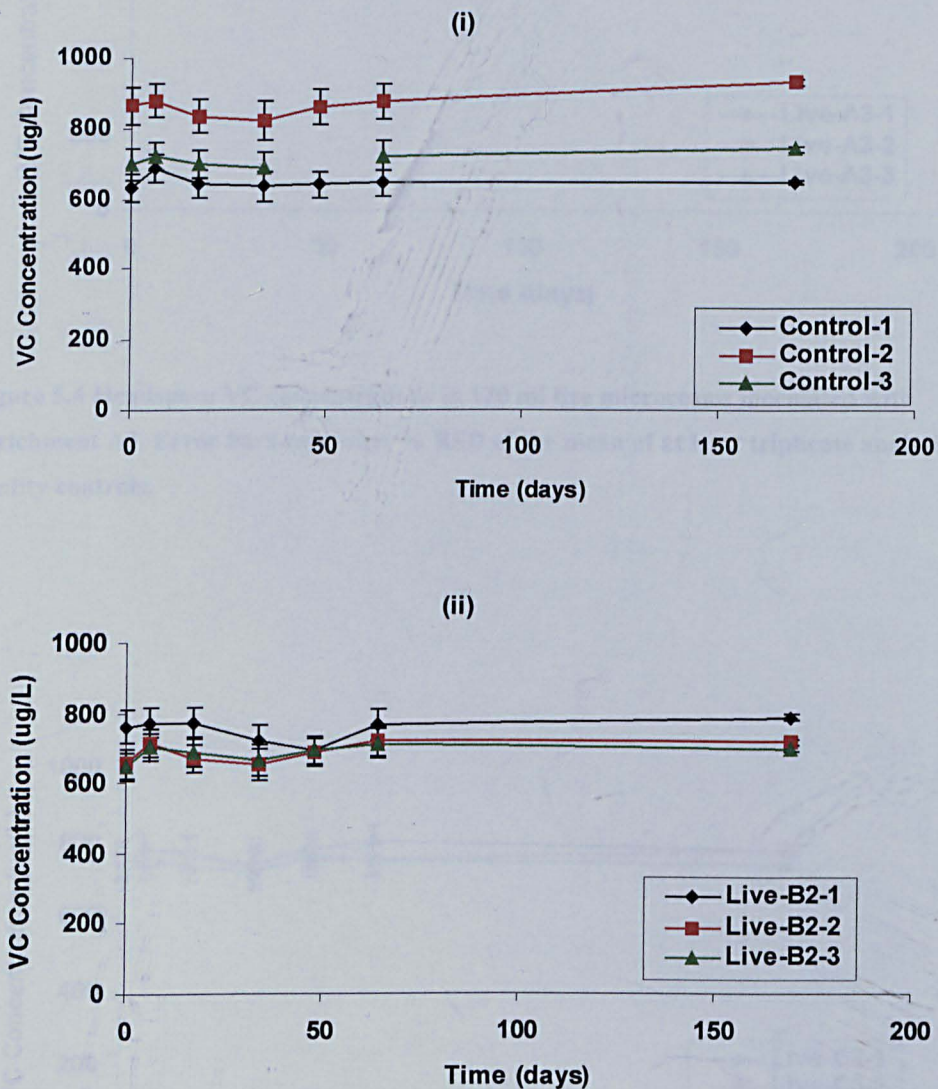 (i)
VC Concentration (ug/L)
1000
800
600
400
200
0
0 50 100 150 200
Time (days)
Control-1
Control-2
Control-3
(ii)
VC Concentration (ug/L)
1000
800
600
400
200
0
0 50 100 150 200
Time (days)
Live-B2-1
Live-B2-2
Live-B2-3